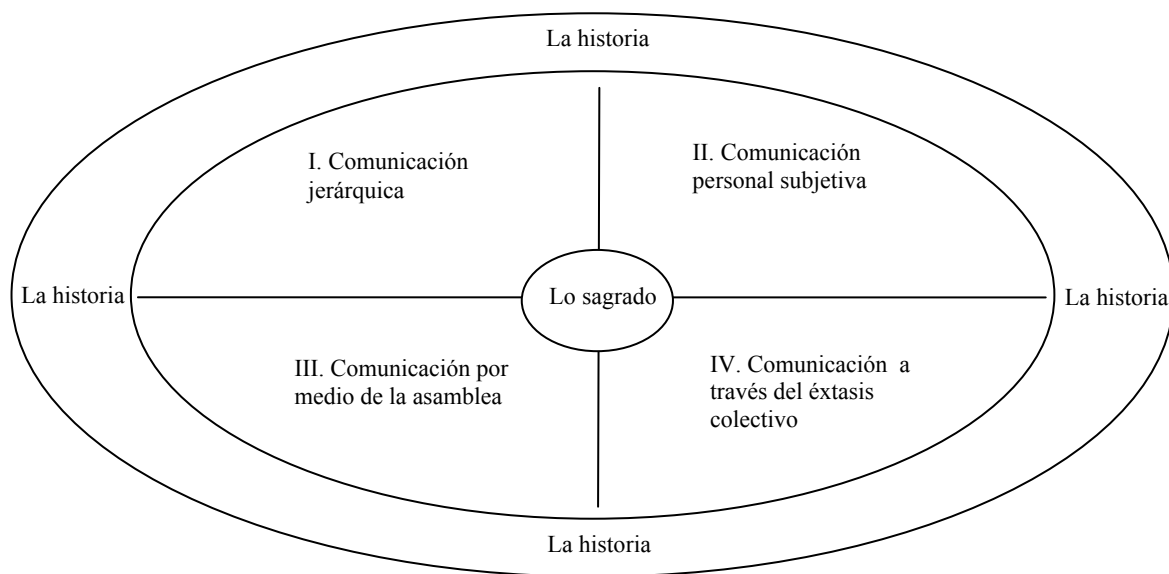 La historia
I. Comunicación
jerárquica
II. Comunicación
personal subjetiva
La historia
Lo sagrado
La historia
III. Comunicación por
medio de la asamblea
IV. Comunicación a
través del éxtasis
colectivo
La historia